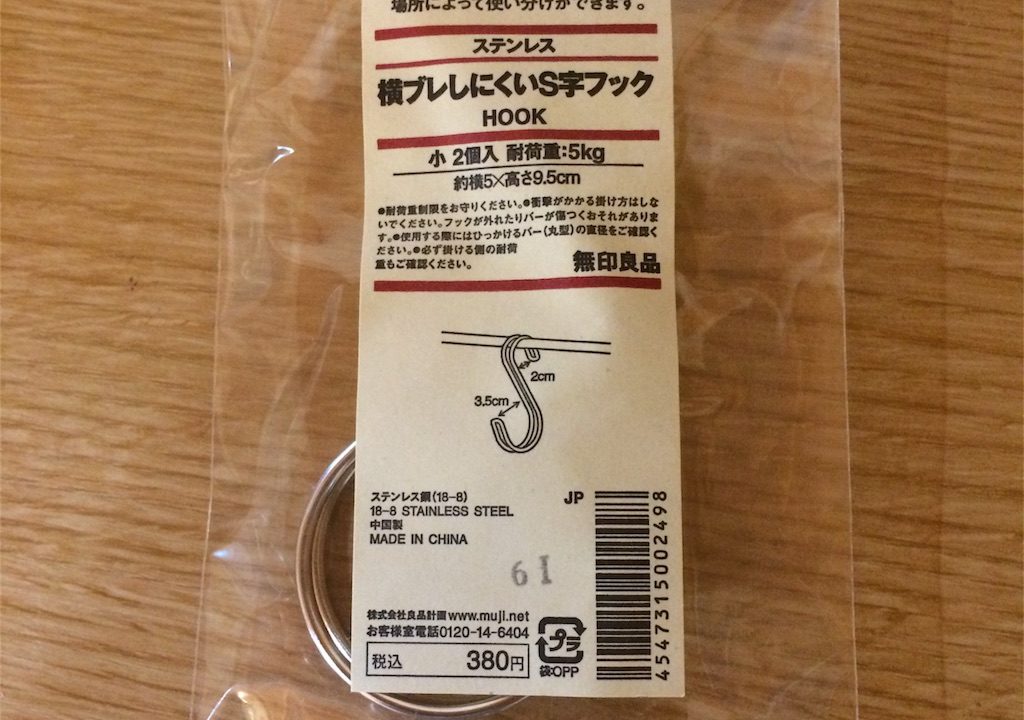 場所によって使い分けができます。
ステンレス
横ブレしにくいS字フック
HOOK
小 2個入 耐荷重:5kg
約横5×高さ9.5cm
●耐荷重制限をお守りください。●衝撃がかかる掛け方はしな
いでください。フックが外れたりバーが傷つくおそれがありま
す。●使用する際にはひっかけるバー(丸型)の直径をご確認く
ださい。●必ず掛ける側の耐荷
重もご確認ください。
無印良品
2cm
3.5cm
ステンレス鋼(18-8)
18-8 STAINLESS STEEL
中国製
MADE IN CHINA
JP
6 I
株式会社良品計画 www.muji.net
お客様室電話0120-14-6404
税込 380円
プラ
袋:OPP
4547315002498